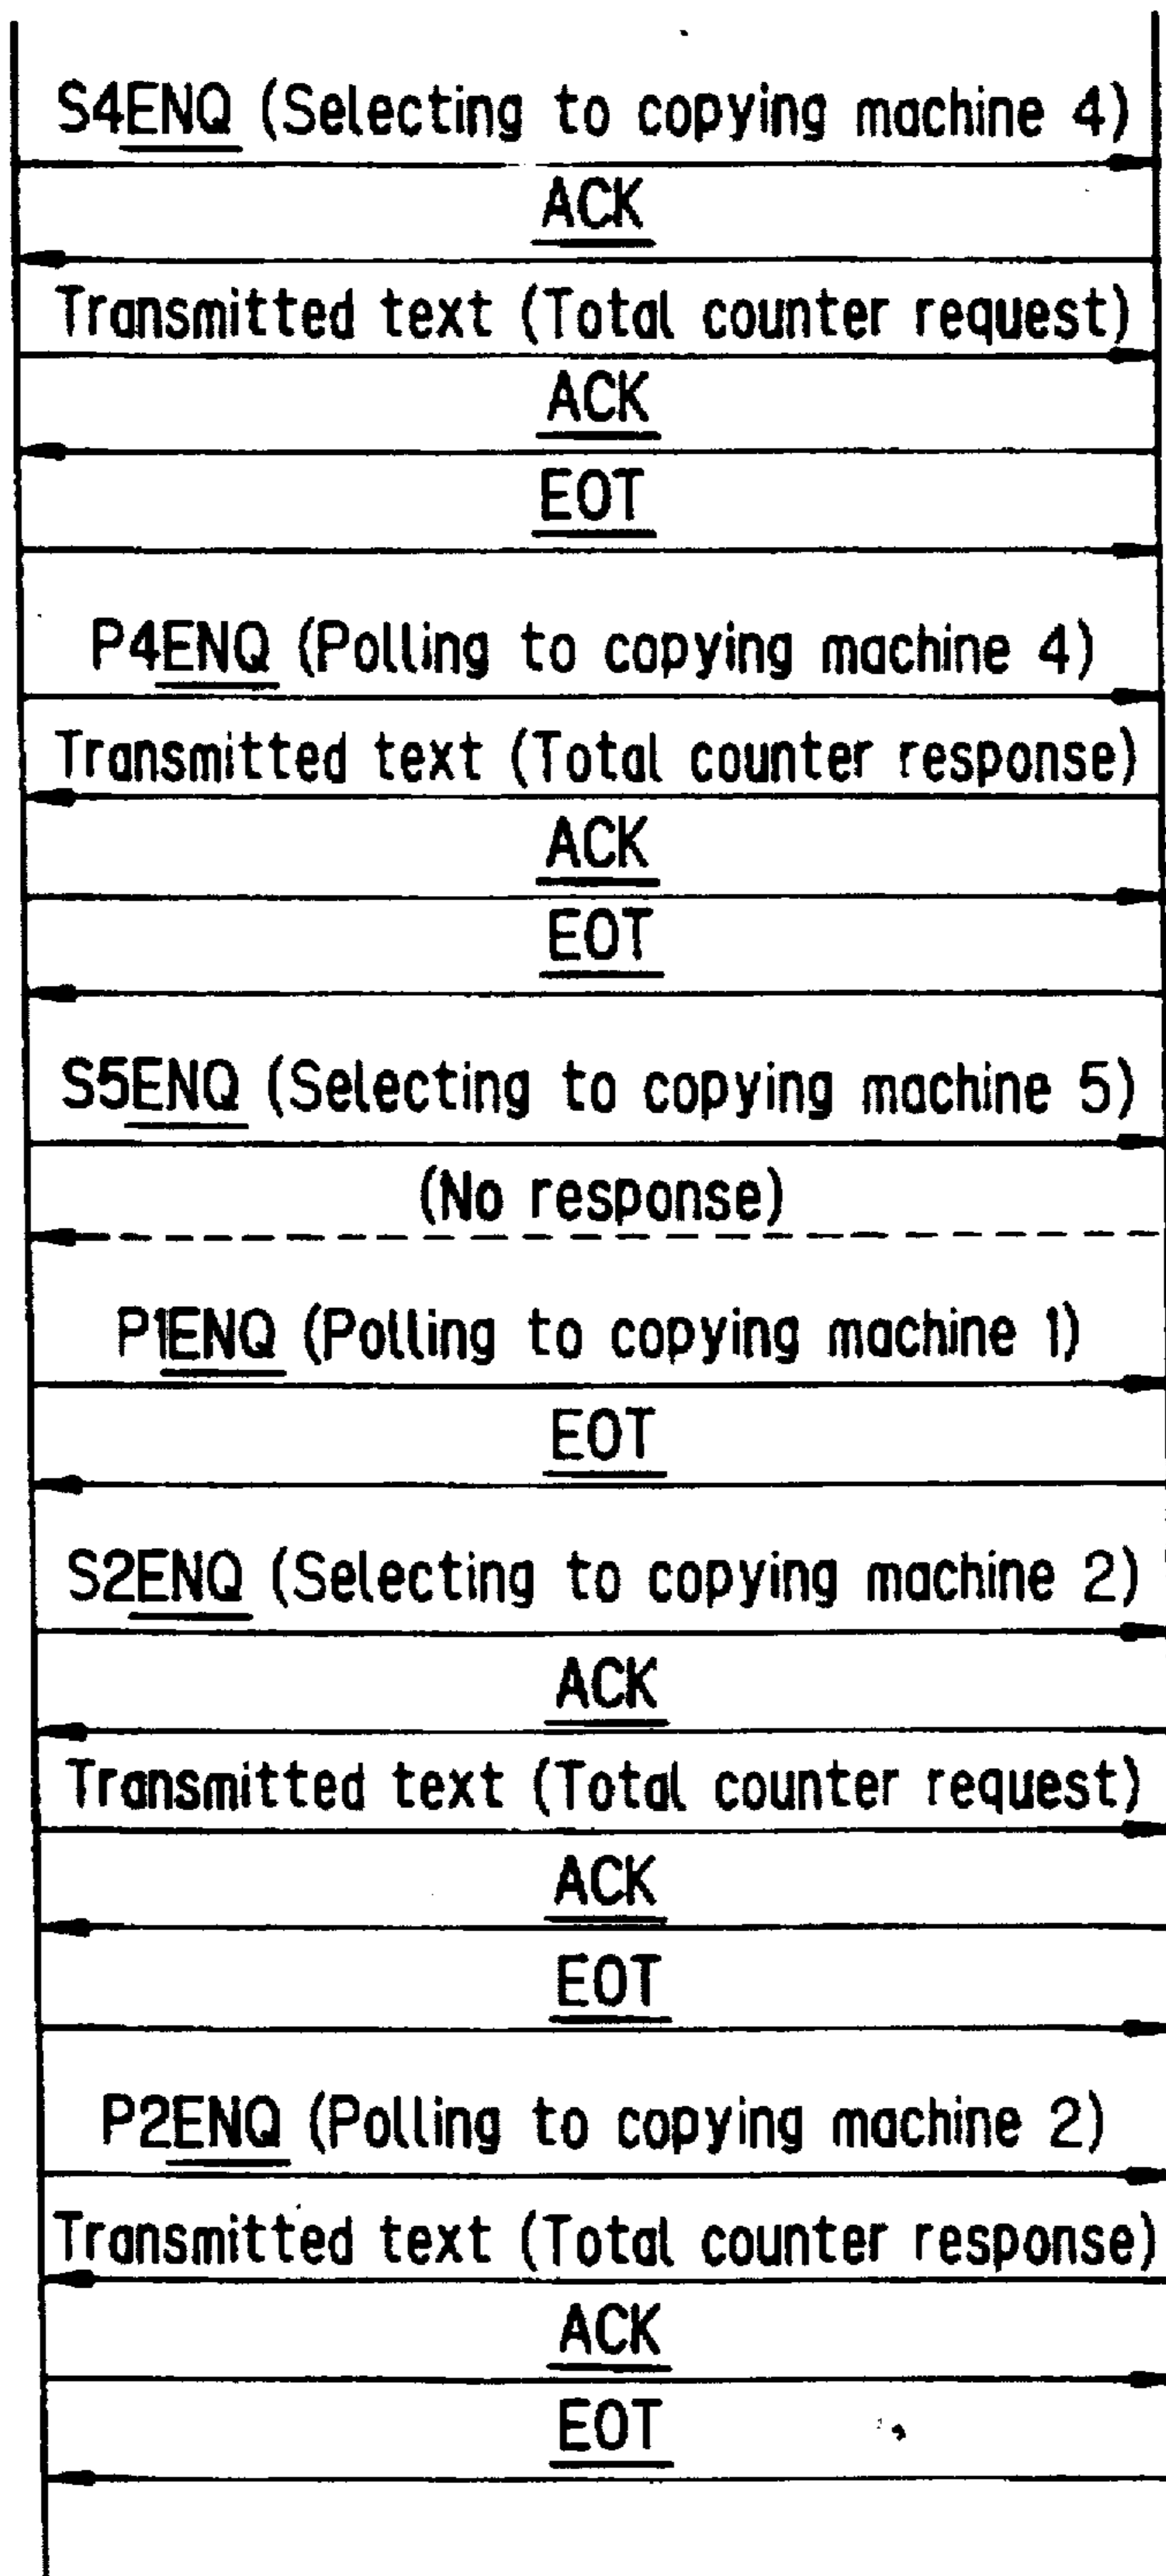 S4ENQ (Selecting to copying machine 4)
ACK
Transmitted text (Total counter request)
ACK
EOT
P4ENQ (Polling to copying machine 4)
Transmitted text (Total counter response)
ACK
EOT
S5ENQ (Selecting to copying machine 5)
(No response)
P1ENQ (Polling to copying machine 1)
EOT
S2ENQ (Selecting to copying machine 2)
ACK
Transmitted text (Total counter request)
ACK
EOT
P2ENQ (Polling to copying machine 2)
Transmitted text (Total counter response)
ACK
EOT